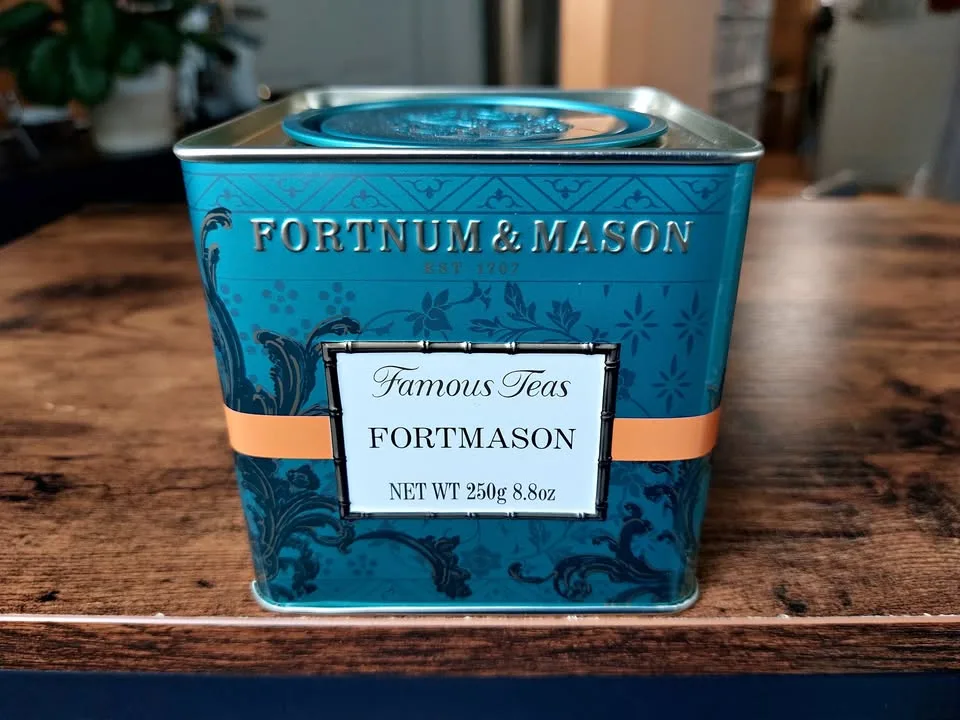 FORTNUM & MASON
EST 1707
Famous Teas
FORTMASON
NET WT 250g 8.8oz